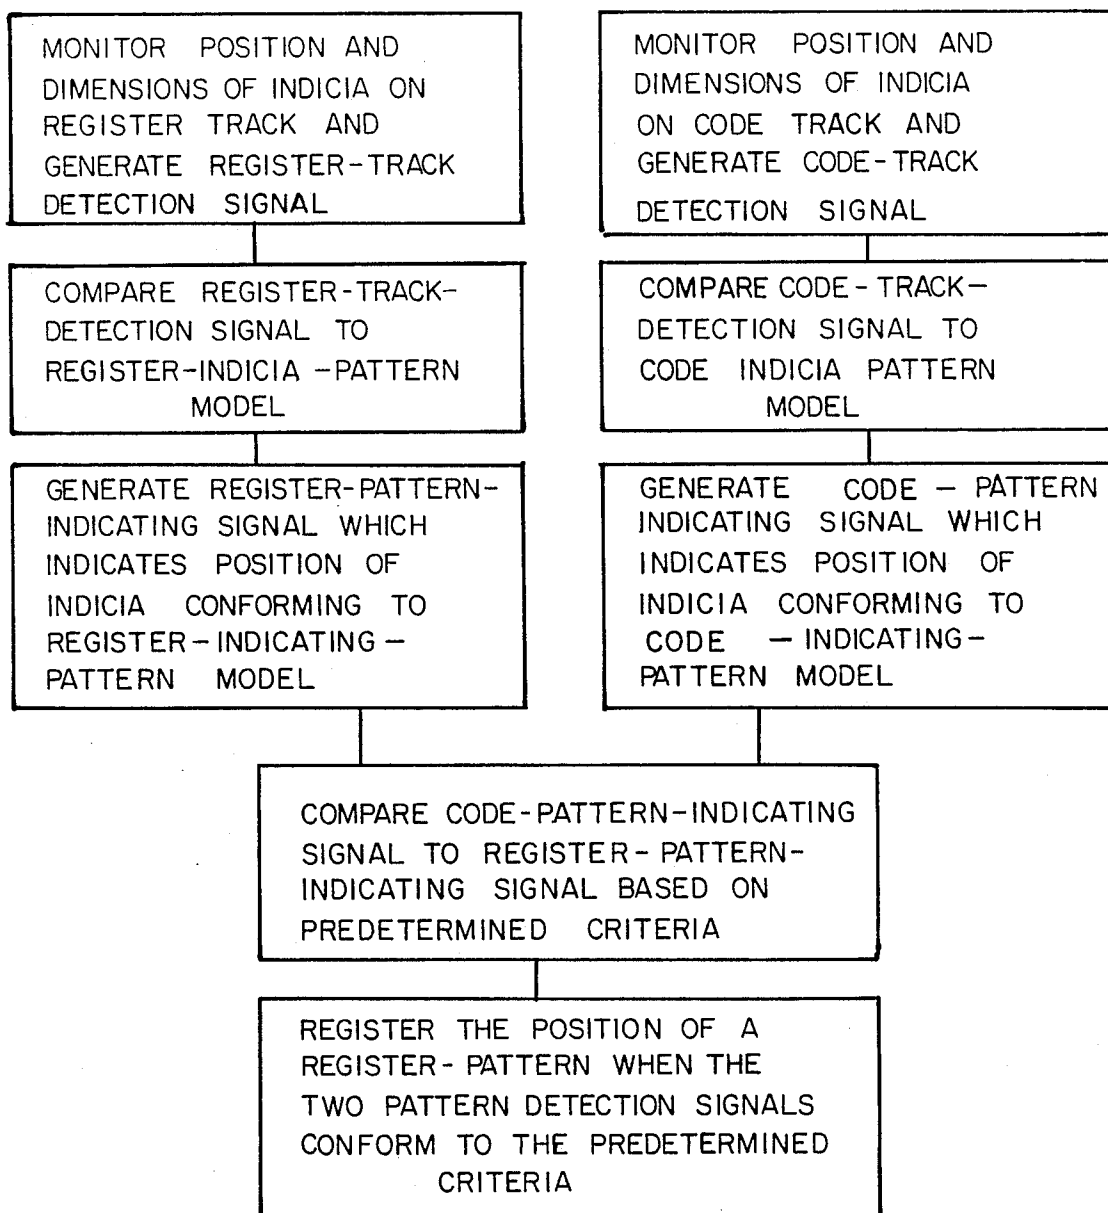 MONITOR POSITION AND
DIMENSIONS OF INDICIA ON
REGISTER TRACK AND
GENERATE REGISTER-TRACK
DETECTION SIGNAL
COMPARE REGISTER-TRACK-
DETECTION SIGNAL TO
REGISTER-INDICIA-PATTERN
MODEL
GENERATE REGISTER-PATTERN-
INDICATING SIGNAL WHICH
INDICATES POSITION OF
INDICIA CONFORMING TO
REGISTER-INDICATING-
PATTERN MODEL
MONITOR POSITION AND
DIMENSIONS OF INDICIA
ON CODE TRACK AND
GENERATE CODE-TRACK
DETECTION SIGNAL
COMPARE CODE-TRACK-
DETECTION SIGNAL TO
CODE INDICIA PATTERN
MODEL
GENERATE CODE - PATTERN
INDICATING SIGNAL WHICH
INDICATES POSITION OF
INDICIA CONFORMING TO
CODE -INDICATING-
PATTERN MODEL
COMPARE CODE-PATTERN-INDICATING
SIGNAL TO REGISTER-PATTERN-
INDICATING SIGNAL BASED ON
PREDETERMINED CRITERIA
REGISTER THE POSITION OF A
REGISTER-PATTERN WHEN THE
TWO PATTERN DETECTION SIGNALS
CONFORM TO THE PREDETERMINED
CRITERIA